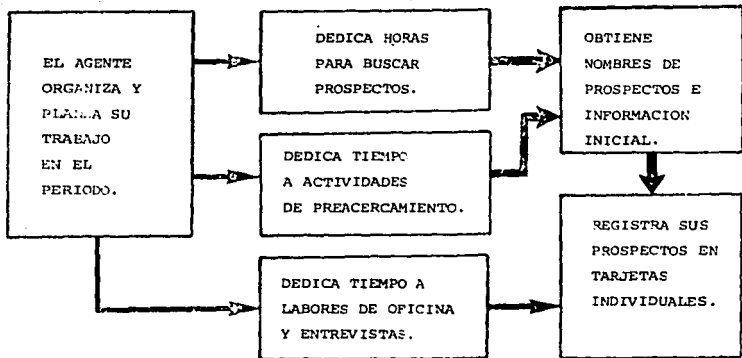 EL AGENTE
ORGANIZA Y
PLANEA SU
TRABAJO
EN EL
PERIODO.
DEDICA HORAS
PARA BUSCAR
PROSPECTOS.
DEDICA TIEMPO
A ACTIVIDADES
DE PREACERCAMIENTO.
DEDICA TIEMPO A
LABORES DE OFICINA
Y ENTREVISTAS.
OBTIENE
NOMBRES DE
PROSPECTOS E
INFORMACION
INICIAL.
REGISTRA SUS
PROSPECTOS EN
TARJETAS
INDIVIDUALES.